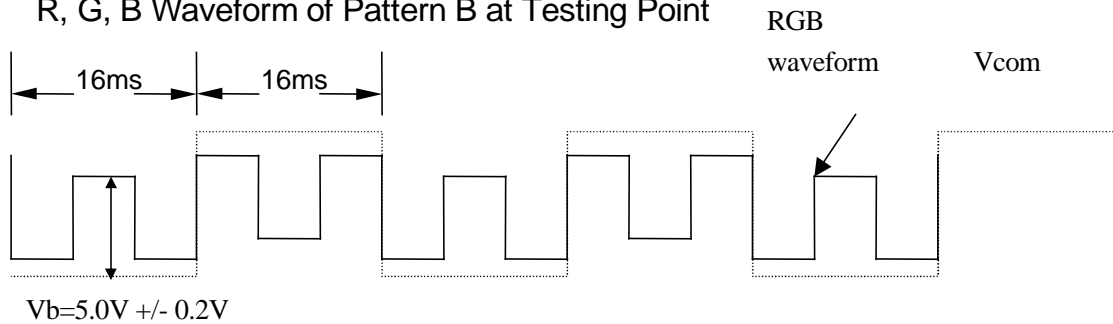 R, G, B Waveform of Pattern B at Testing Point
RGB
waveform
Vcom
16ms
16ms
Vb=5.0V +/- 0.2V